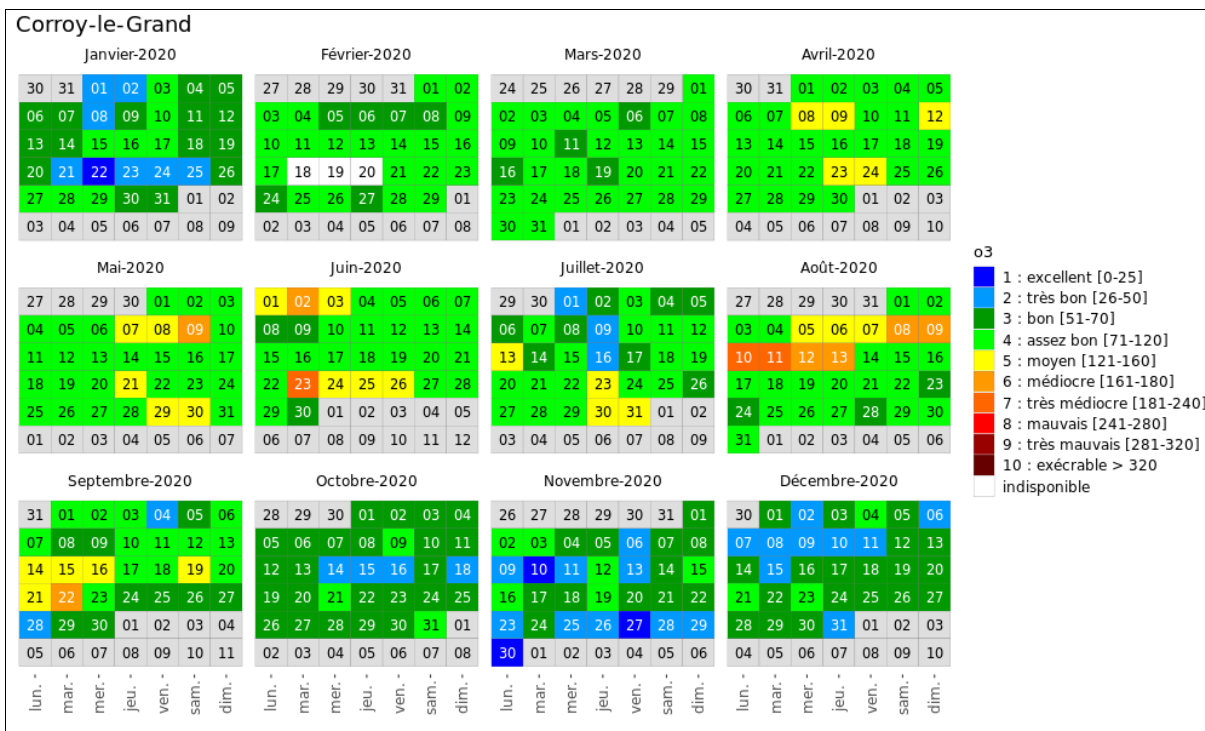 Corroy-le-Grand
Janvier-2020 Février-2020 Mars-2020 Avril-2020
30 31 01 02 03 04 05 27 28 29 30 31 01 02 24 25 26 27 28 29 01 30 31 01 02 03 04 05
06 07 08 09 10 11 12 03 04 05 06 07 08 09 02 03 04 05 06 07 08 06 07 08 09 10 11 12
13 14 15 16 17 18 19 10 11 12 13 14 15 16 09 10 11 12 13 14 15 13 14 15 16 17 18 19
20 21 22 23 24 25 26 17 18 19 20 21 22 23 16 17 18 19 20 21 22 20 21 22 23 24 25 26
27 28 29 30 31 01 02 24 25 26 27 28 29 01 23 24 25 26 27 28 29 27 28 29 30 01 02 03
03 04 05 06 07 08 09 02 03 04 05 06 07 08 30 31 01 02 03 04 05 04 05 06 07 08 09 10
Mai-2020 Juin-2020 Juillet-2020 Août-2020
27 28 29 30 01 02 03 01 02 03 04 05 06 07 29 30 01 02 03 04 05 27 28 29 30 31 01 02
04 05 06 07 08 09 10 08 09 10 11 12 13 14 06 07 08 09 10 11 12 03 04 05 06 07 08 09
11 12 13 14 15 16 17 15 16 17 18 19 20 21 13 14 15 16 17 18 19 10 11 12 13 14 15 16
18 19 20 21 22 23 24 22 23 24 25 26 27 28 20 21 22 23 24 25 26 17 18 19 20 21 22 23
25 26 27 28 29 30 31 29 30 01 02 03 04 05 27 28 29 30 31 01 02 24 25 26 27 28 29 30
01 02 03 04 05 06 07 06 07 08 09 10 11 12 03 04 05 06 07 08 09 31 01 02 03 04 05 06
Septembre-2020 Octobre-2020 Novembre-2020 Décembre-2020
31 01 02 03 04 05 06 28 29 30 01 02 03 04 26 27 28 29 30 31 01 30 01 02 03 04 05 06
07 08 09 10 11 12 13 05 06 07 08 09 10 11 02 03 04 05 06 07 08 07 08 09 10 11 12 13
14 15 16 17 18 19 20 12 13 14 15 16 17 18 09 10 11 12 13 14 15 14 15 16 17 18 19 20
21 22 23 24 25 26 27 19 20 21 22 23 24 25 16 17 18 19 20 21 22 21 22 23 24 25 26 27
28 29 30 01 02 03 04 26 27 28 29 30 31 01 23 24 25 26 27 28 29 28 29 30 31 01 02 03
05 06 07 08 09 10 11 02 03 04 05 06 07 08 30 01 02 03 04 05 06 04 05 06 07 08 09 10
lun. - mar. - mer. - jeu. - ven. - sam. - dim. - lun. - mar. - mer. - jeu. - ven. - sam. - dim. - lun. - mar. - mer. - jeu. - ven. - sam. - dim. - lun. - mar. - mer. - jeu. - ven. - sam. - dim. -
o3
1 : excellent [0-25]
2 : très bon [26-50]
3 : bon [51-70]
4 : assez bon [71-120]
5 : moyen [121-160]
6 : médiocre [161-180]
7 : très médiocre [181-240]
8 : mauvais [241-280]
9 : très mauvais [281-320]
10 : exécrable > 320
indisponible